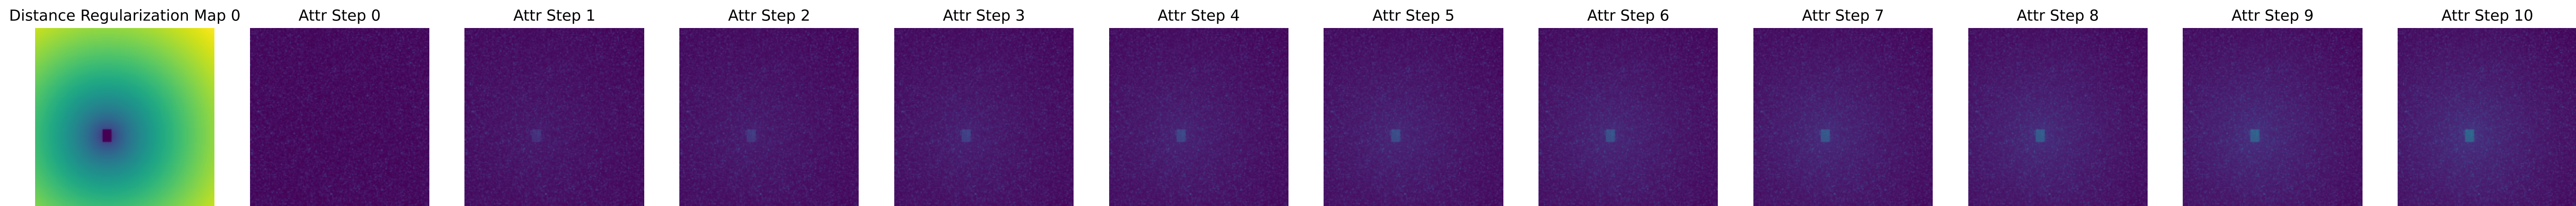 Distance Regularization Map 0
Attr Step 0
Attr Step 1
Attr Step 2
Attr Step 3
Attr Step 4
Attr Step 5
Attr Step 6
Attr Step 7
Attr Step 8
Attr Step 9
Attr Step 10